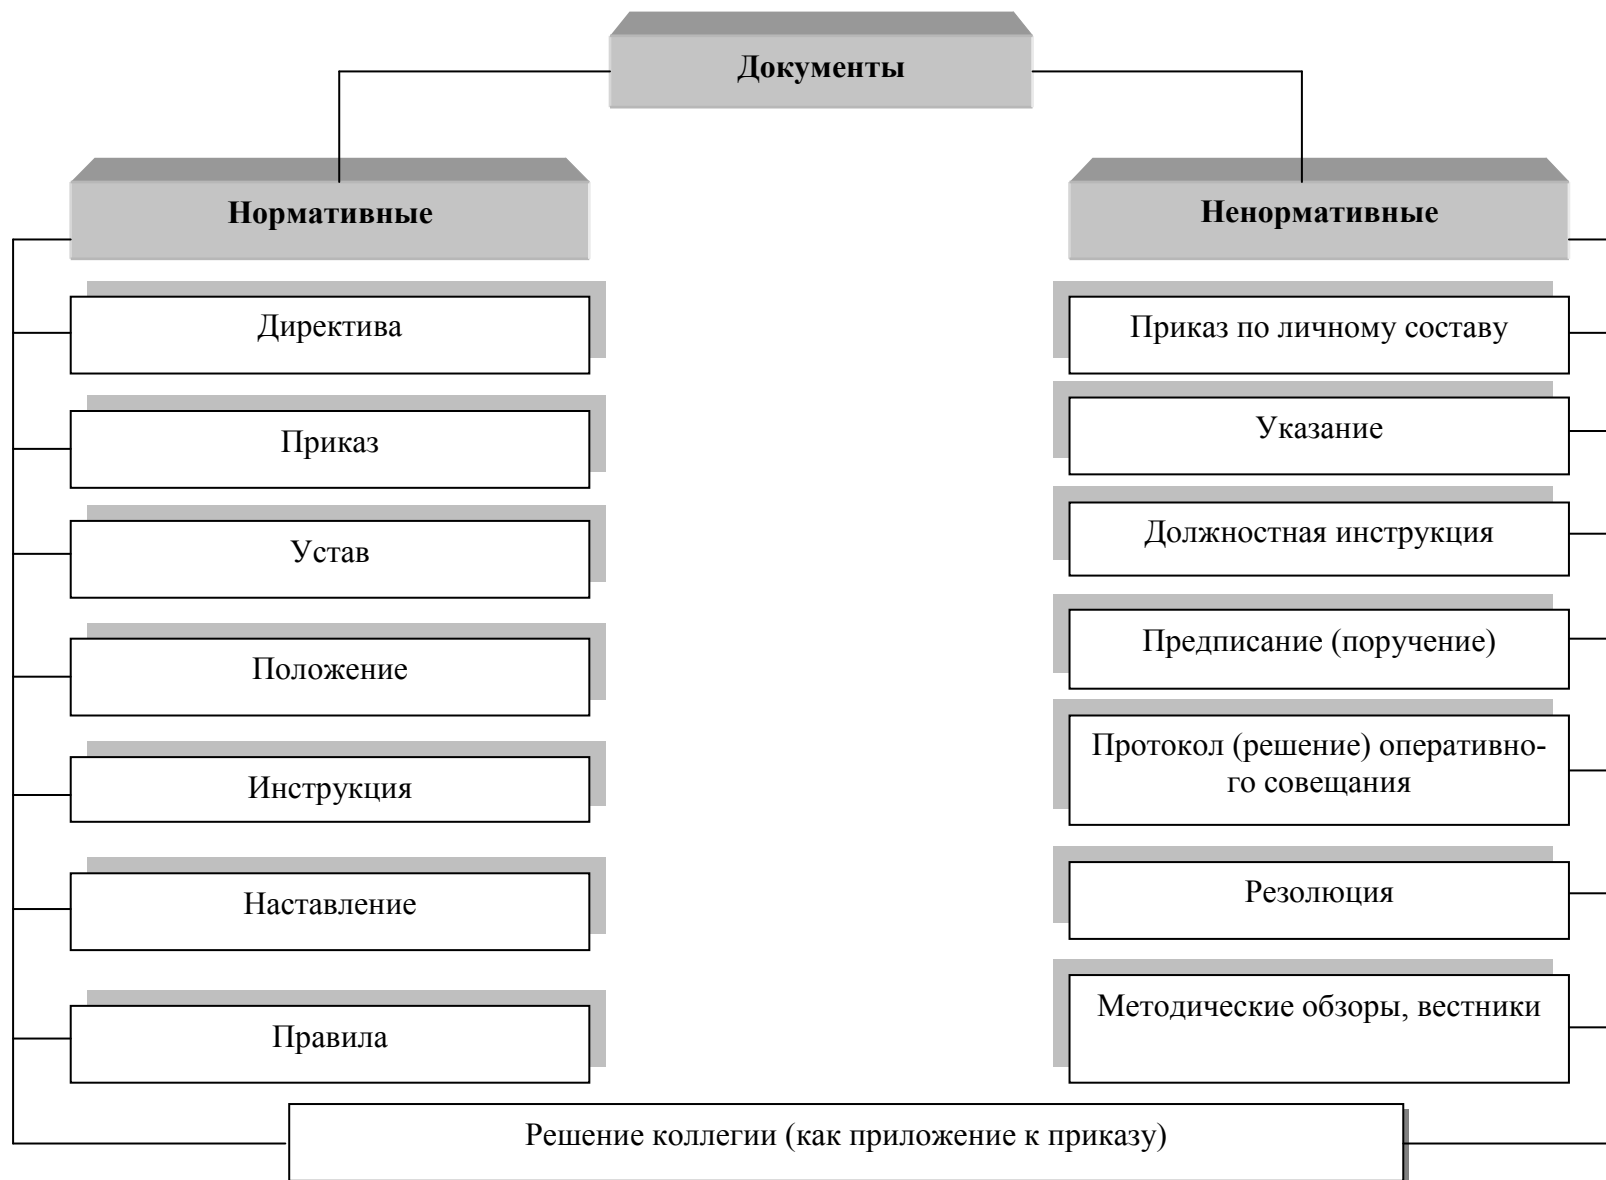 Документы
Нормативные
Директива
Приказ
Устав
Положение
Инструкция
Наставление
Правила
Ненормативные
Приказ по личному составу
Указание
Должностная инструкция
Предписание (поручение)
Протокол (решение) оперативно-
го совещания
Резолюция
Методические обзоры, вестники
Решение коллегии (как приложение к приказу)